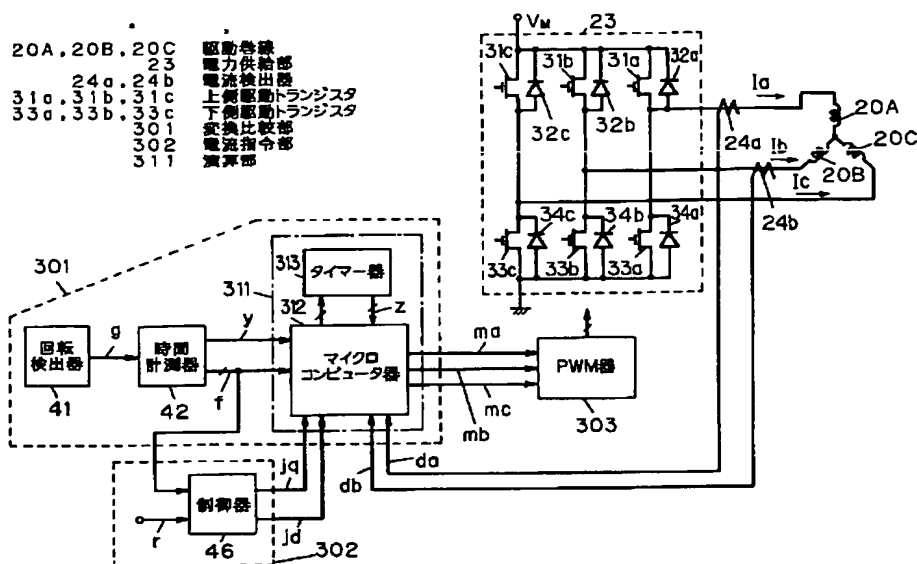 20A,20B,20C 駆動巻線
23 電力供給部
24a,24b 電流検出器
31a,31b,31c 上側駆動トランジスタ
33a,33b,33c 下側駆動トランジスタ
301 変換比較部
302 電流指令部
311 演算部
VM
23
31c
31b
31a
32a
32c
32b
Ia
20A
24a
20C
Ib
20B
Ic
24b
34c
34b
34a
33c
33b
33a
301
311
313
タイマー器
312
z
回転
検出器
g
時間
計測器
y
f
41
42
マイクロ
コンピュータ器
ma
mb
mc
PWM器
303
da
db
jq
jd
制御器
r
46
302